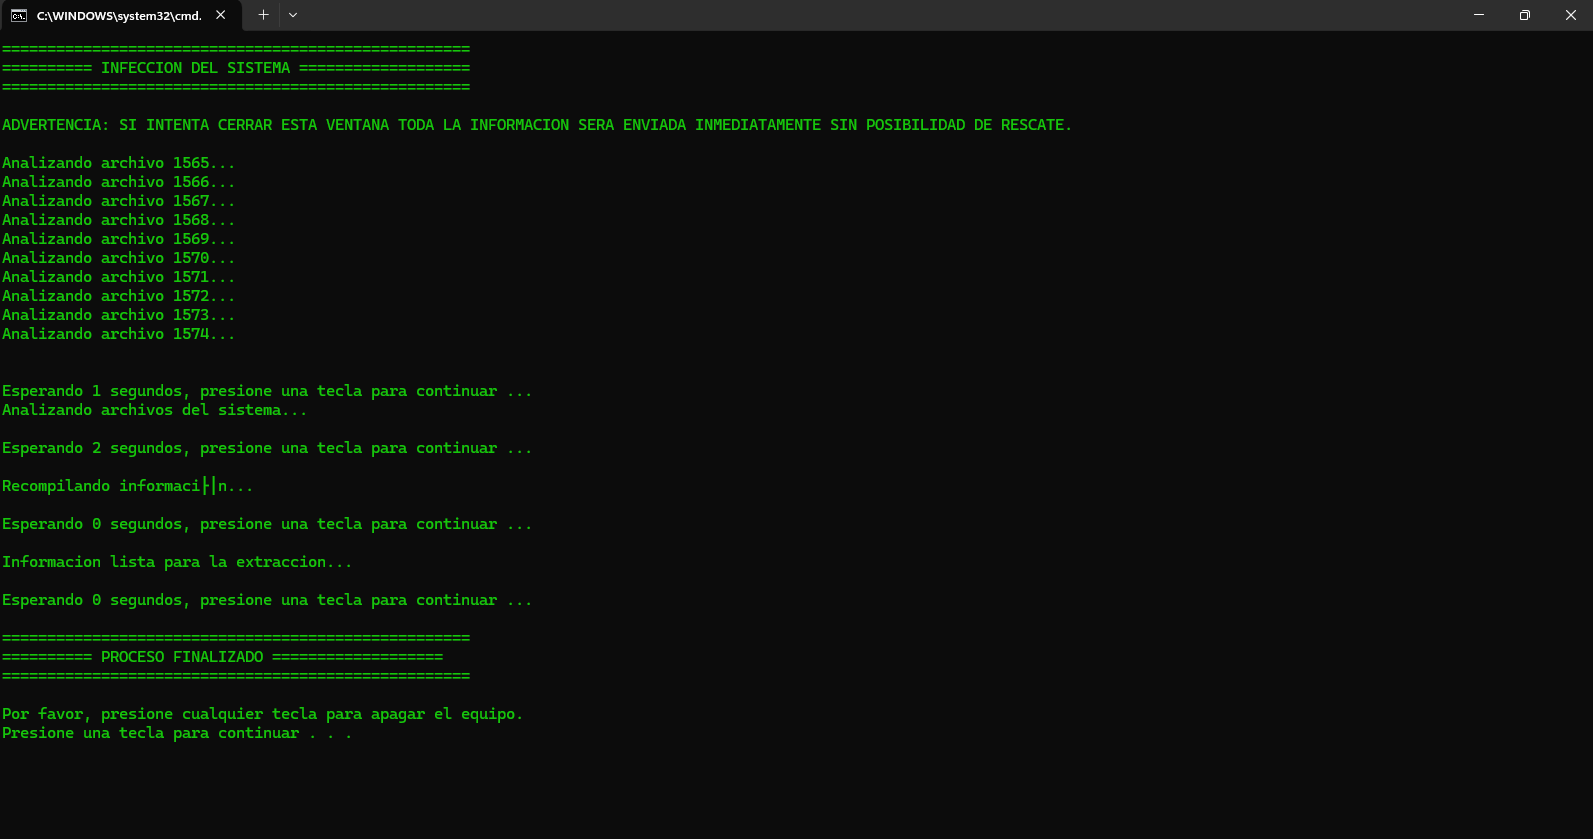 C:\WINDOWS\system32\cmd.
====================================================
========== INFECCION DEL SISTEMA ===================
====================================================
ADVERTENCIA: SI INTENTA CERRAR ESTA VENTANA TODA LA INFORMACION SERA ENVIADA INMEDIATAMENTE SIN POSIBILIDAD DE RESCATE.
Analizando archivo 1565...
Analizando archivo 1566...
Analizando archivo 1567...
Analizando archivo 1568...
Analizando archivo 1569...
Analizando archivo 1570...
Analizando archivo 1571...
Analizando archivo 1572...
Analizando archivo 1573...
Analizando archivo 1574...
Esperando 1 segundos, presione una tecla para continuar ...
Analizando archivos del sistema...
Esperando 2 segundos, presione una tecla para continuar ...
Recompilando informaci├│n...
Esperando 0 segundos, presione una tecla para continuar ...
Informacion lista para la extraccion...
Esperando 0 segundos, presione una tecla para continuar ...
====================================================
========== PROCESO FINALIZADO ===================
====================================================
Por favor, presione cualquier tecla para apagar el equipo.
Presione una tecla para continuar . . .